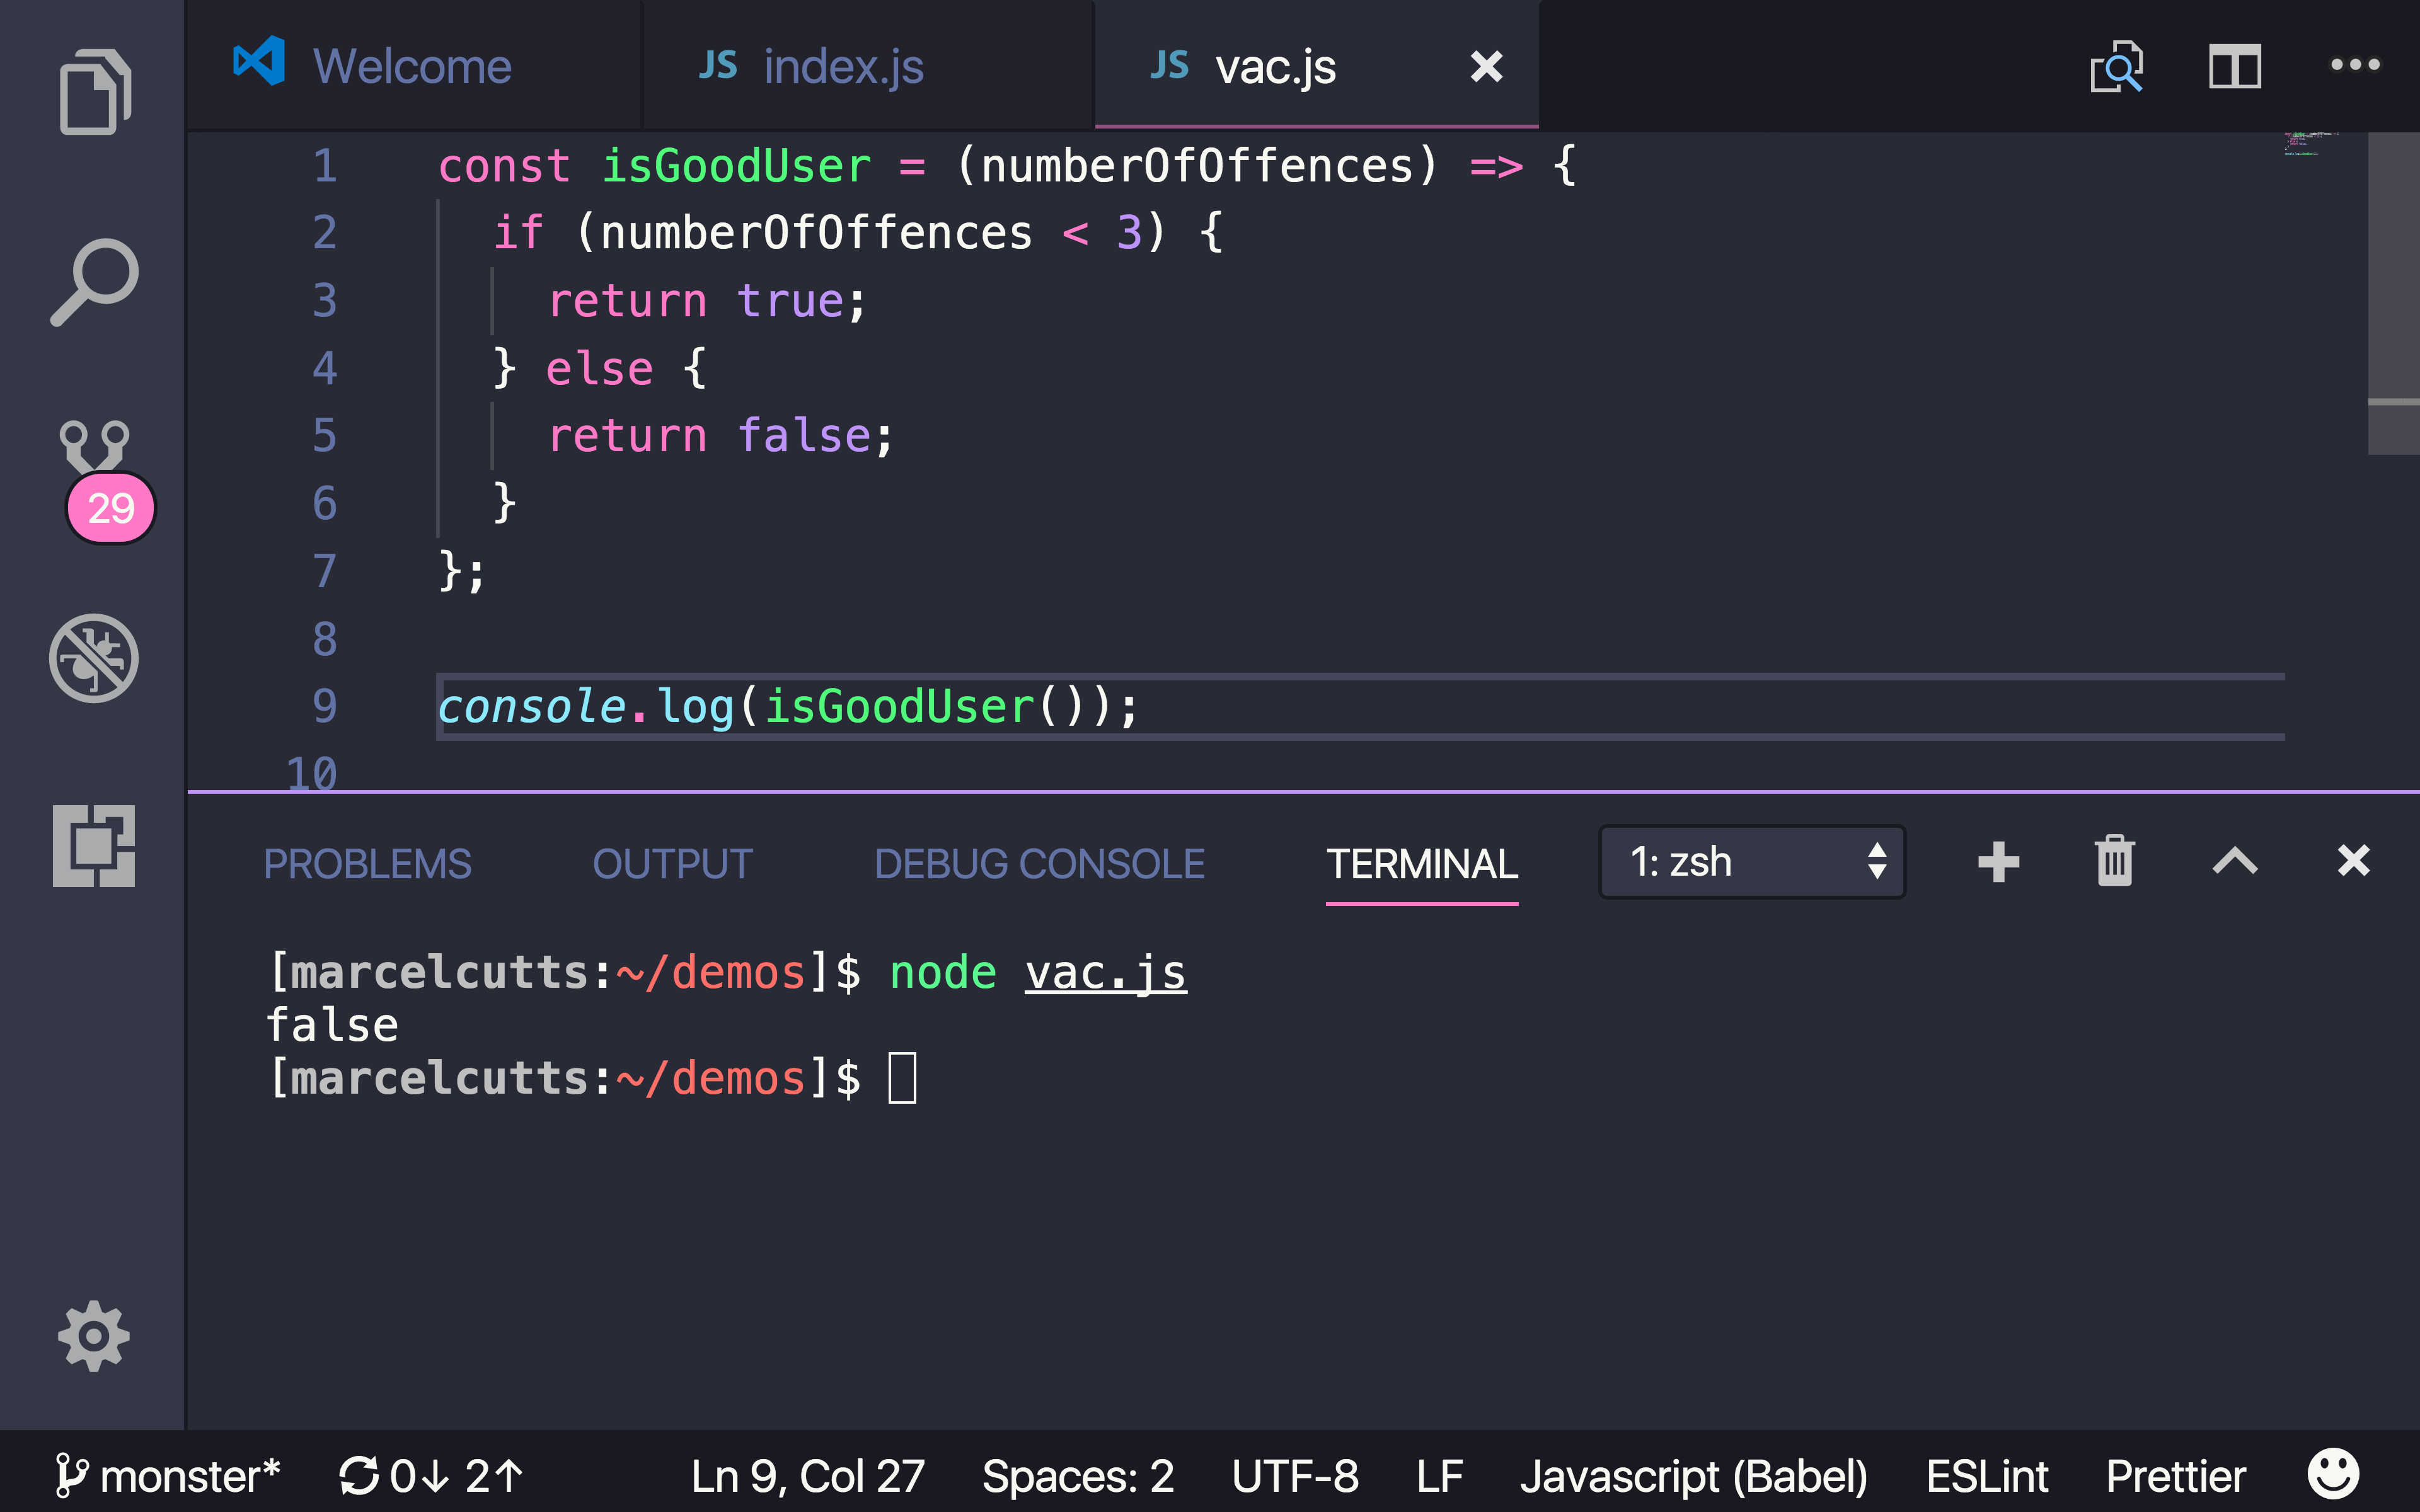 Welcome
JS index.js
JS vac.js
1 const isGoodUser = (numberOfOffences) => {
2 if (numberOfOffences < 3) {
3 return true;
4 } else {
5 return false;
6 }
7 };
8
9 console.log(isGoodUser());
10
29
PROBLEMS OUTPUT DEBUG CONSOLE TERMINAL 1: zsh
[marcelcutts:~/demos]$ node vac.js
false
[marcelcutts:~/demos]$
monster* 0↓ 2↑ Ln 9, Col 27 Spaces: 2 UTF-8 LF Javascript (Babel) ESLint Prettier